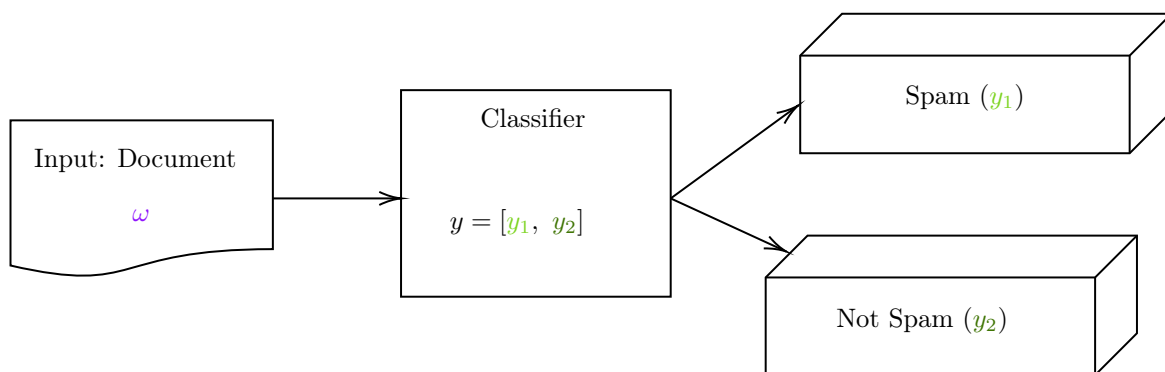 Input: Document
ω
Classifier
y = [y₁, y₂]
Spam (y₁)
Not Spam (y₂)